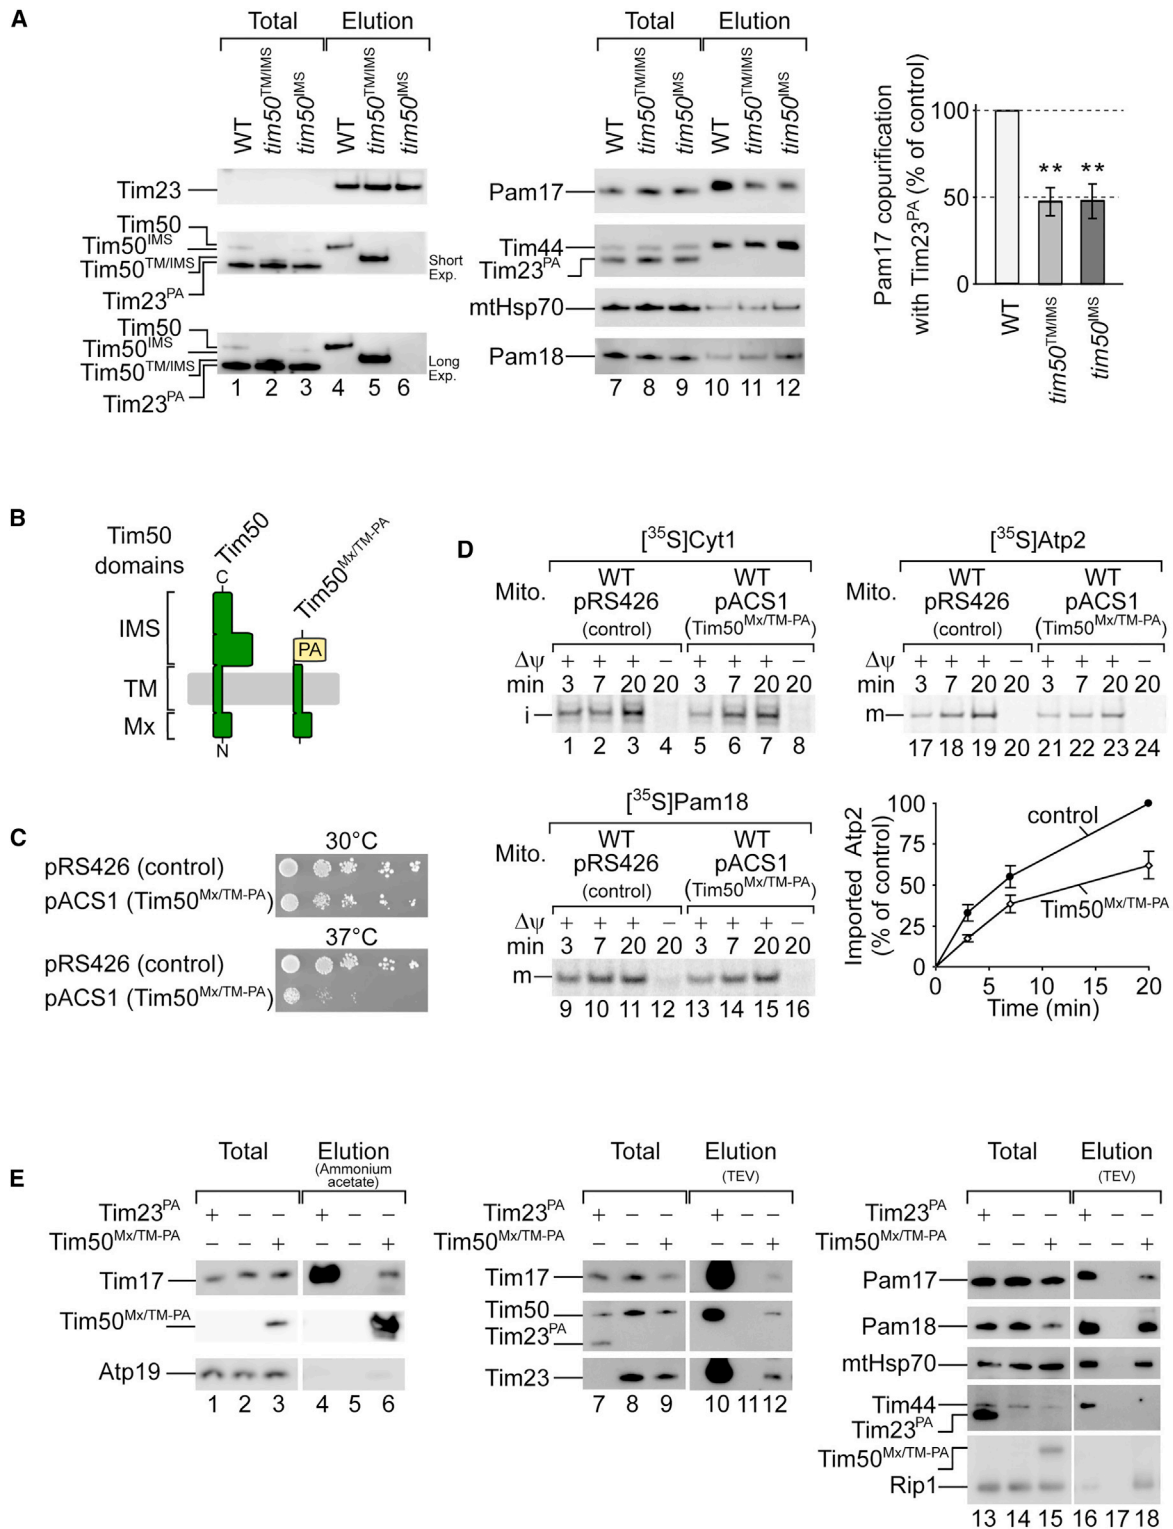 A
Total Elution
WT tim50TM/IMS tim50IMS WT tim50TM/IMS tim50IMS
Tim23
Tim50
Tim50IMS
Tim50TM/IMS
Tim23PA
Short
Exp.
Tim50
Tim50IMS
Tim50TM/IMS
Tim23PA
Long
Exp.
1 2 3 4 5 6
Total Elution
WT tim50TM/IMS tim50IMS WT tim50TM/IMS tim50IMS
Pam17
Tim44
Tim23PA
mtHsp70
Pam18
7 8 9 10 11 12
Pam17 copurification
with Tim23PA (% of control)
100
50
0
** **
WT tim50TM/IMS tim50IMS
B
Tim50
domains
Tim50
Tim50Mx/TM-PA
C
IMS
PA
TM
Mx
N
C
30°C
pRS426 (control)
pACS1 (Tim50Mx/TM-PA)
37°C
pRS426 (control)
pACS1 (Tim50Mx/TM-PA)
D
[35S]Cyt1
Mito. WT WT
pRS426 pACS1
(control) (Tim50Mx/TM-PA)
Δψ + + + – + + + –
min 3 7 20 20 3 7 20 20
i
1 2 3 4 5 6 7 8
[35S]Atp2
Mito. WT WT
pRS426 pACS1
(control) (Tim50Mx/TM-PA)
Δψ + + + – + + + –
min 3 7 20 20 3 7 20 20
m
17 18 19 20 21 22 23 24
[35S]Pam18
Mito. WT WT
pRS426 pACS1
(control) (Tim50Mx/TM-PA)
Δψ + + + – + + + –
min 3 7 20 20 3 7 20 20
m
9 10 11 12 13 14 15 16
Imported Atp2
(% of control)
100
75
50
25
0
control
Tim50Mx/TM-PA
0 5 10 15 20
Time (min)
E
Total Elution
(Ammonium
acetate)
Tim23PA + – – + – –
Tim50Mx/TM-PA – – + – – +
Tim17
Tim50Mx/TM-PA
Atp19
1 2 3 4 5 6
Total Elution
(TEV)
Tim23PA + – – + – –
Tim50Mx/TM-PA – – + – – +
Tim17
Tim50
Tim23PA
Tim23
7 8 9 10 11 12
Total Elution
(TEV)
Tim23PA + – – + – –
Tim50Mx/TM-PA – – + – – +
Pam17
Pam18
mtHsp70
Tim44
Tim23PA
Tim50Mx/TM-PA
Rip1
13 14 15 16 17 18